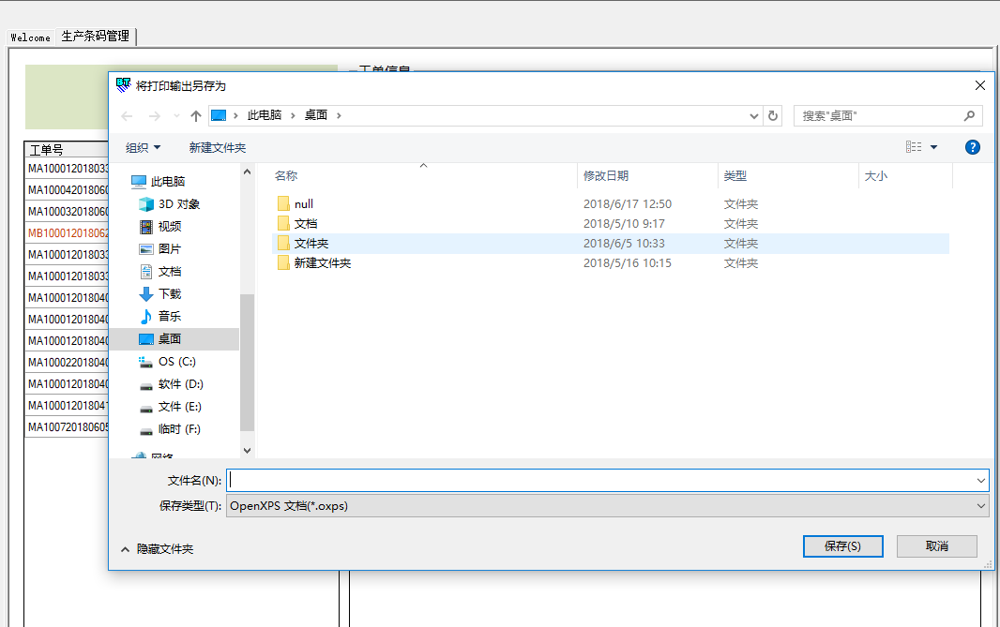 Welcome 生产条码管理
工单信息
将打印输出另存为
此电脑 桌面 搜索"桌面"
组织 新建文件夹
工单号
MA100012018033
MA100042018060
MA100032018060
MB100012018062
MA100012018033
MA100012018033
MA100012018040
MA100012018040
MA100012018040
MA100022018040
MA100012018040
MA100012018041
MA100720180605
此电脑
3D 对象
视频
图片
文档
下载
音乐
桌面
OS (C:)
软件 (D:)
文件 (E:)
临时 (F:)
网络
名称 修改日期 类型 大小
null 2018/6/17 12:50 文件夹
文档 2018/5/10 9:17 文件夹
文件夹 2018/6/5 10:33 文件夹
新建文件夹 2018/5/16 10:15 文件夹
文件名(N):
保存类型(T): OpenXPS 文档(*.oxps)
隐藏文件夹 保存(S) 取消